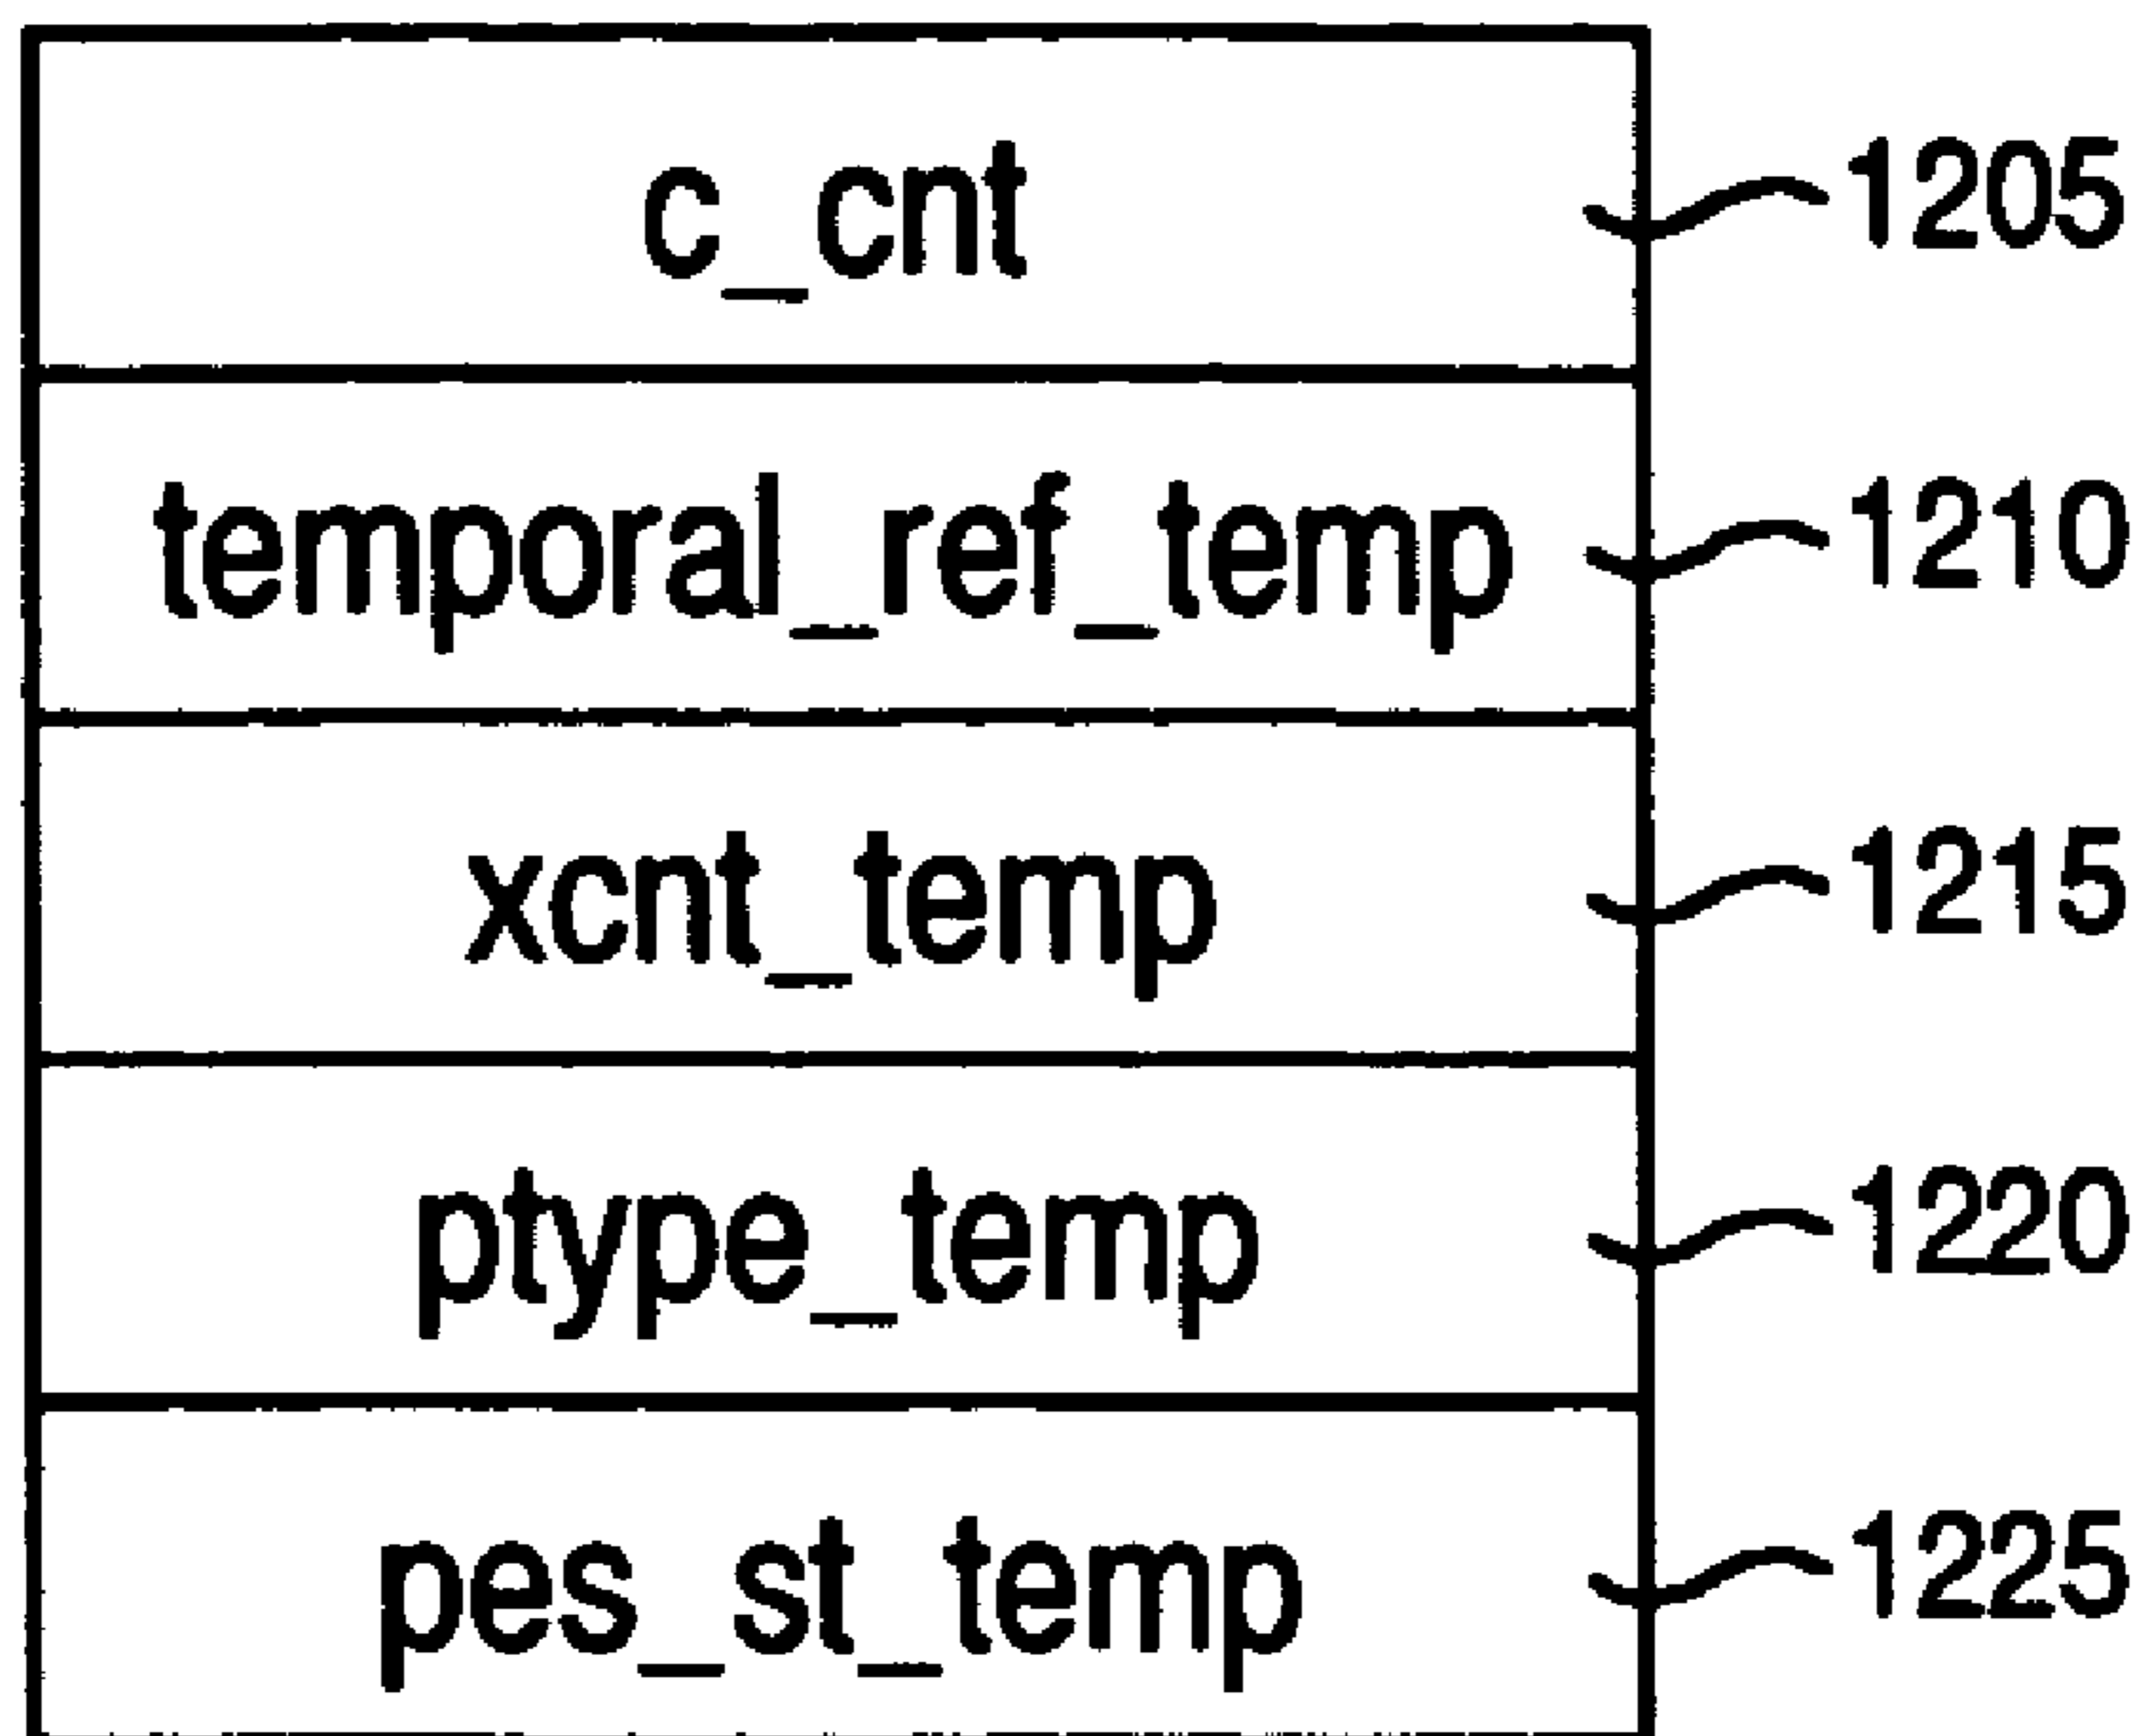 c_cnt 1205
temporal_ref_temp 1210
xcnt_temp 1215
ptype_temp 1220
pes_st_temp 1225